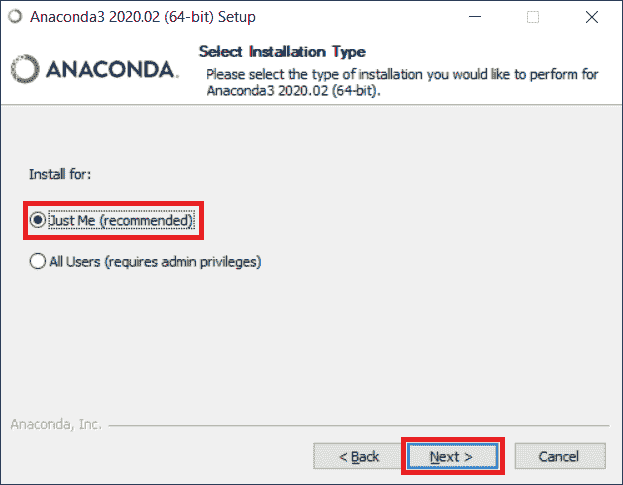 Anaconda3 2020.02 (64-bit) Setup
ANACONDA.
Select Installation Type
Please select the type of installation you would like to perform for
Anaconda3 2020.02 (64-bit).
Install for:
Just Me (recommended)
All Users (requires admin privileges)
Anaconda, Inc.
< Back
Next >
Cancel